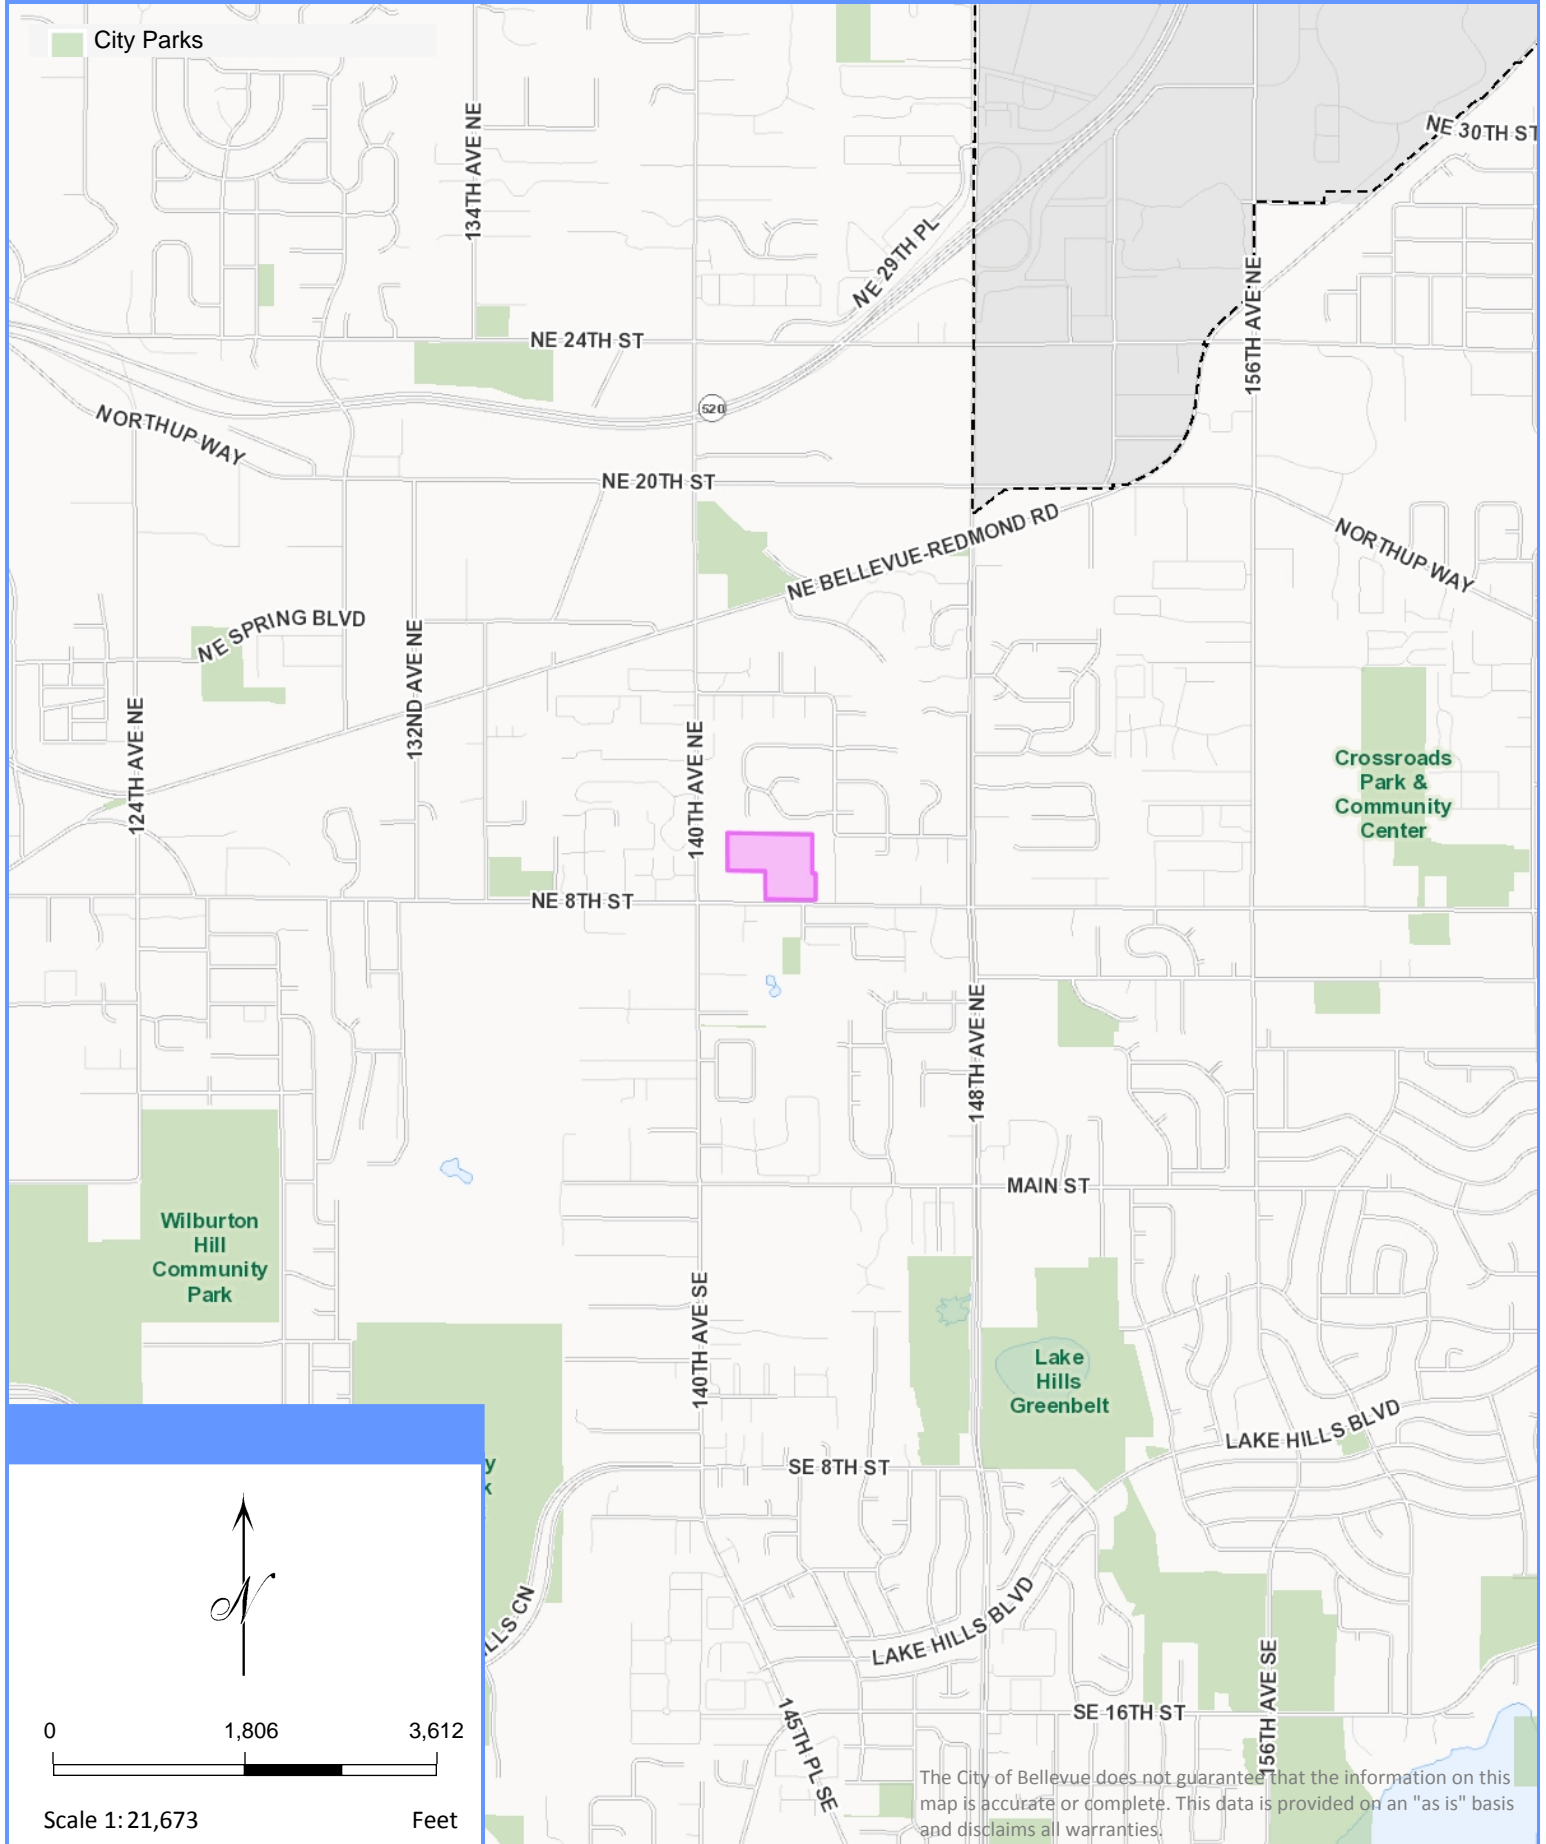 City Parks
134TH AVE NE
NE 30TH ST
NE 29TH PL
156TH AVE NE
NE 24TH ST
520
NORTHUP WAY
NE 20TH ST
NE BELLEVUE-REDMOND RD
NORTHUP WAY
NE SPRING BLVD
132ND AVE NE
124TH AVE NE
140TH AVE NE
Crossroads
Park &
Community
Center
NE 8TH ST
148TH AVE NE
MAIN ST
Wilburton
Hill
Community
Park
140TH AVE SE
Lake
Hills
Greenbelt
LAKE HILLS BLVD
SE 8TH ST
y
k
N
ILLS CN
LAKE HILLS BLVD
156TH AVE SE
SE 16TH ST
145TH PL SE
0 1,806 3,612
Scale 1: 21,673 Feet
The City of Bellevue does not guarantee that the information on this
map is accurate or complete. This data is provided on an "as is" basis
and disclaims all warranties.